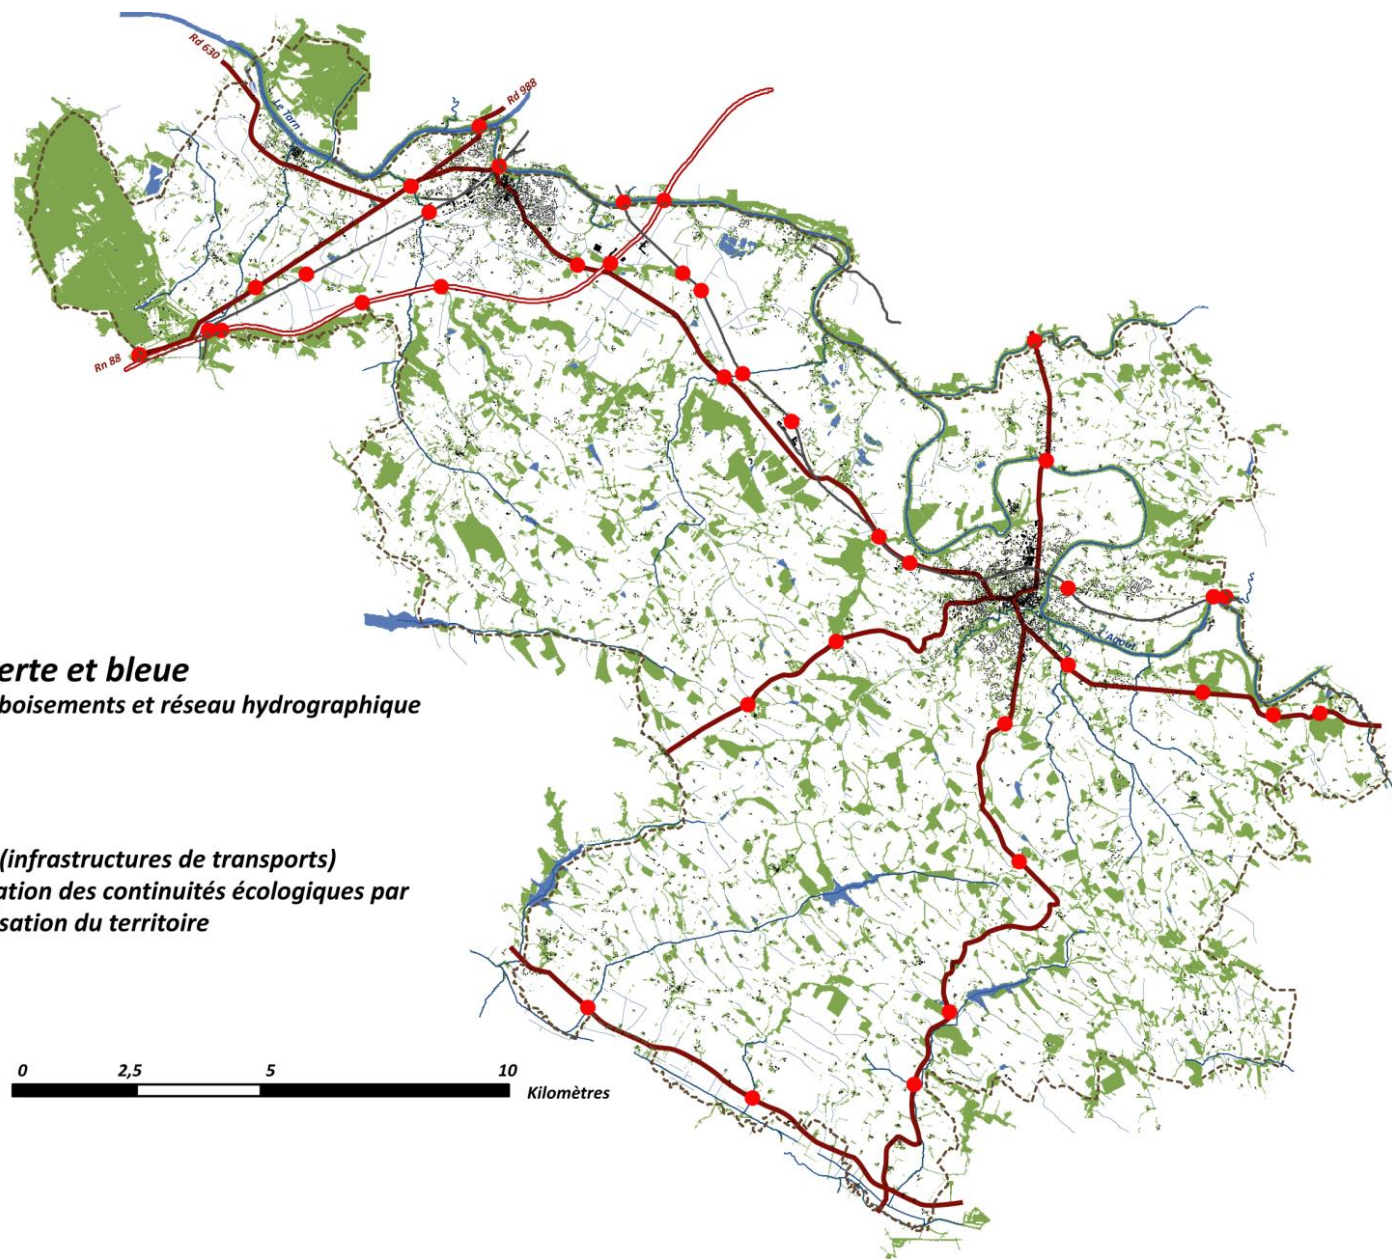 Rd 630
Rd 988
Le Tarn
Rn 88
erte et bleue
boisements et réseau hydrographique
L'Agout
(infrastructures de transports)
ation des continuités écologiques par
sation du territoire
0 2,5 5 10
Kilomètres